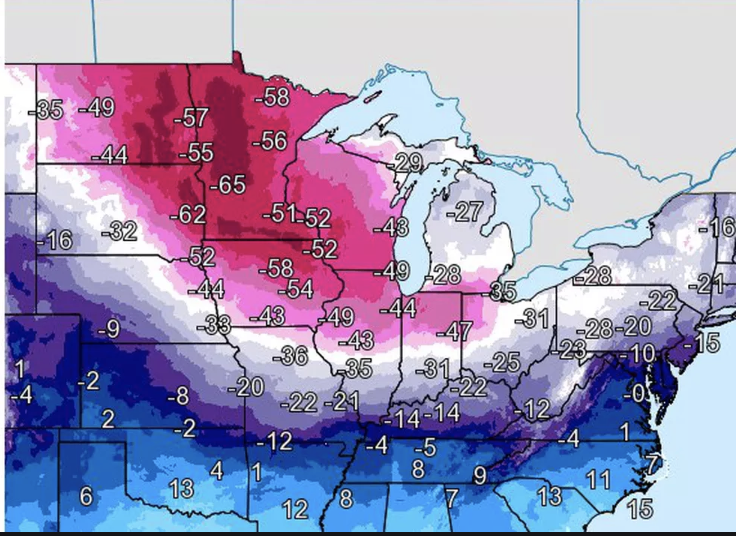 -58
-35 -49
-57
-56
-44 -55
-29
-65
-62 -51 -52 -27
-16 -32 -43 -16
-52 -52
-58 -49 -28 -28
-44 -54 -35 -21
-22
-33 -43 -49 -44 -31
-9 -43 -47 -28 -20
-15
-36 -23 -10
1 -35 -31 -25
-4 -2 -20 -22
-8 -22 -21 -0
2 -14 -14 -12
-2 -12 -4 -5 -4 1
4 1 8 9 7
6 13 11
12 8 7 13 15